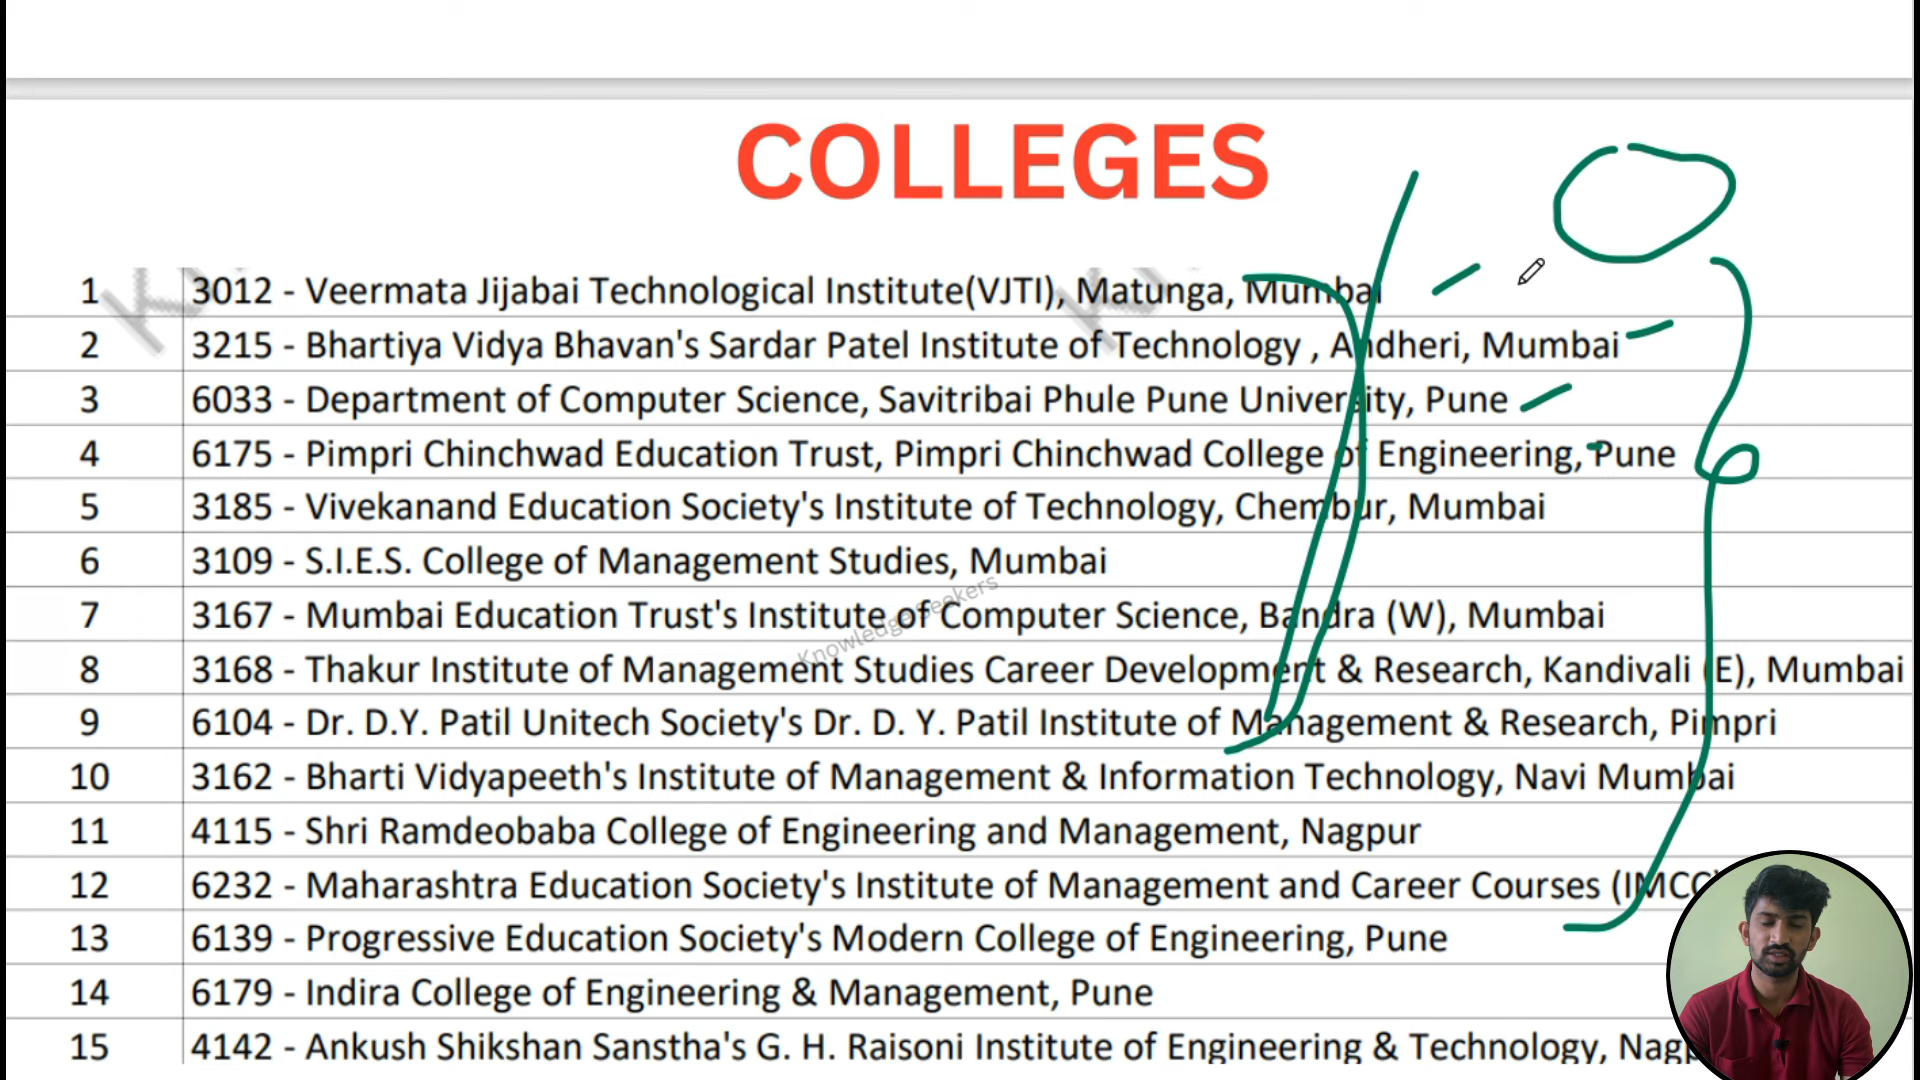 COLLEGES
1 3012 - Veermata Jijabai Technological Institute(VJTI), Matunga, Mumbai
2 3215 - Bhartiya Vidya Bhavan's Sardar Patel Institute of Technology , Andheri, Mumbai
3 6033 - Department of Computer Science, Savitribai Phule Pune University, Pune
4 6175 - Pimpri Chinchwad Education Trust, Pimpri Chinchwad College of Engineering, Pune
5 3185 - Vivekanand Education Society's Institute of Technology, Chembur, Mumbai
6 3109 - S.I.E.S. College of Management Studies, Mumbai
7 3167 - Mumbai Education Trust's Institute of Computer Science, Bandra (W), Mumbai
Knowledge Seekers
8 3168 - Thakur Institute of Management Studies Career Development & Research, Kandivali (E), Mumbai
9 6104 - Dr. D.Y. Patil Unitech Society's Dr. D. Y. Patil Institute of Management & Research, Pimpri
10 3162 - Bharti Vidyapeeth's Institute of Management & Information Technology, Navi Mumbai
11 4115 - Shri Ramdeobaba College of Engineering and Management, Nagpur
12 6232 - Maharashtra Education Society's Institute of Management and Career Courses (IMCC)
13 6139 - Progressive Education Society's Modern College of Engineering, Pune
14 6179 - Indira College of Engineering & Management, Pune
15 4142 - Ankush Shikshan Sanstha's G. H. Raisoni Institute of Engineering & Technology,